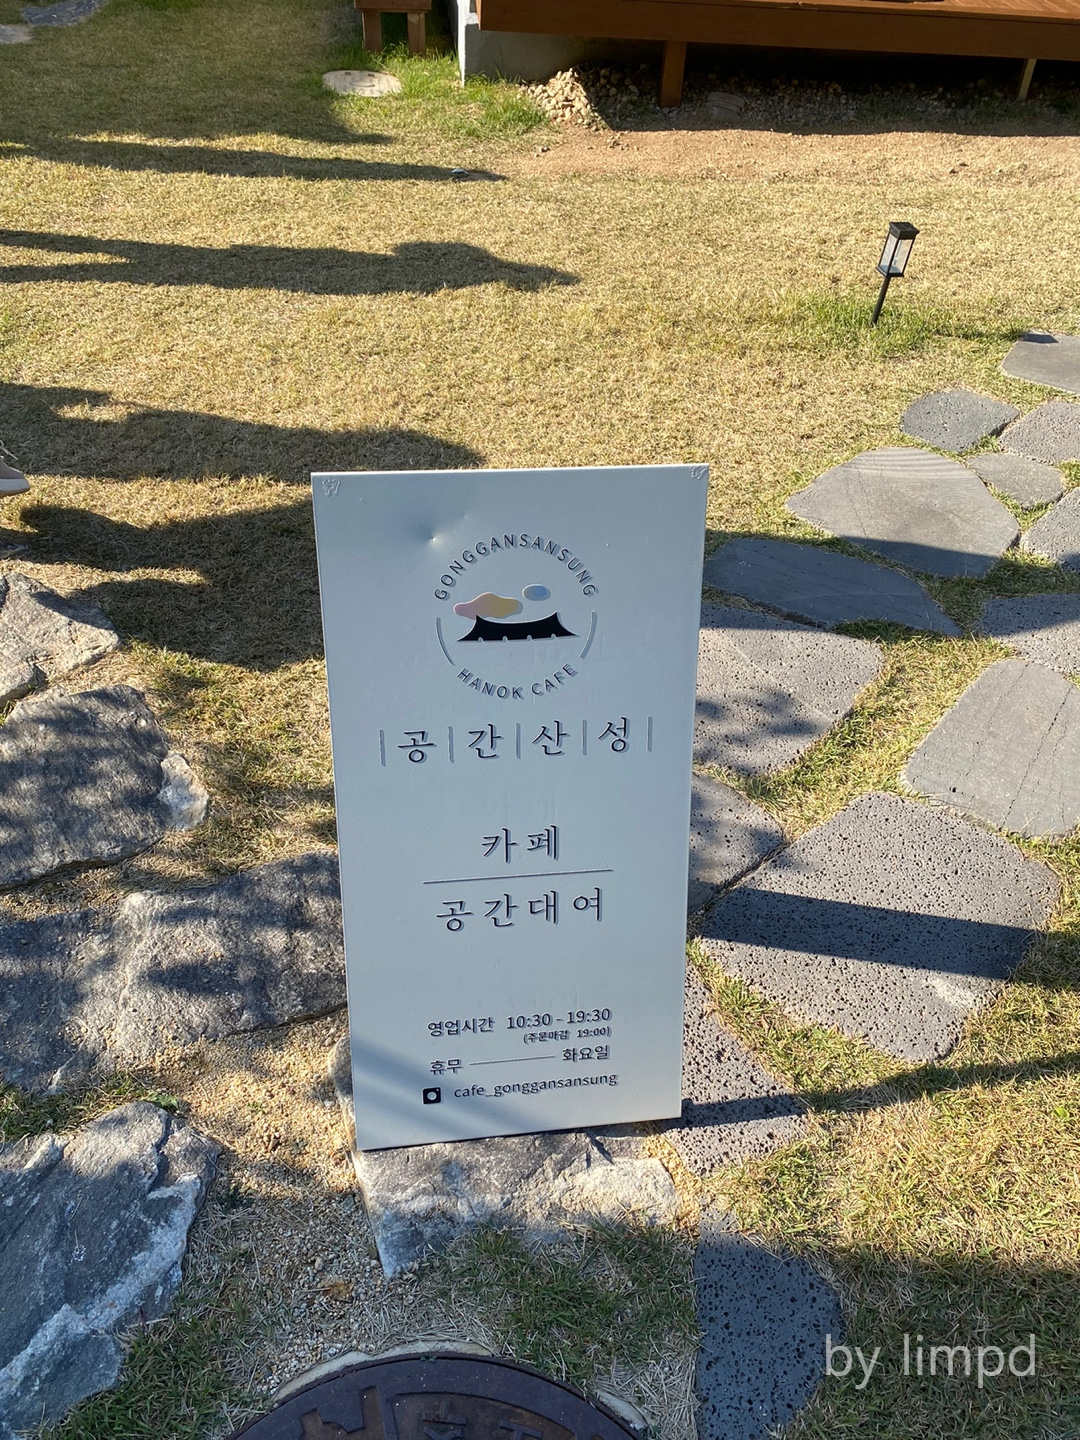 GONGGANSANSUNG
HANOK CAFE
|공|간|산|성|
카페
공간대여
영업시간 10:30 - 19:30
(주문마감 19:00)
휴무 화요일
cafe_gonggansansung
by limpd